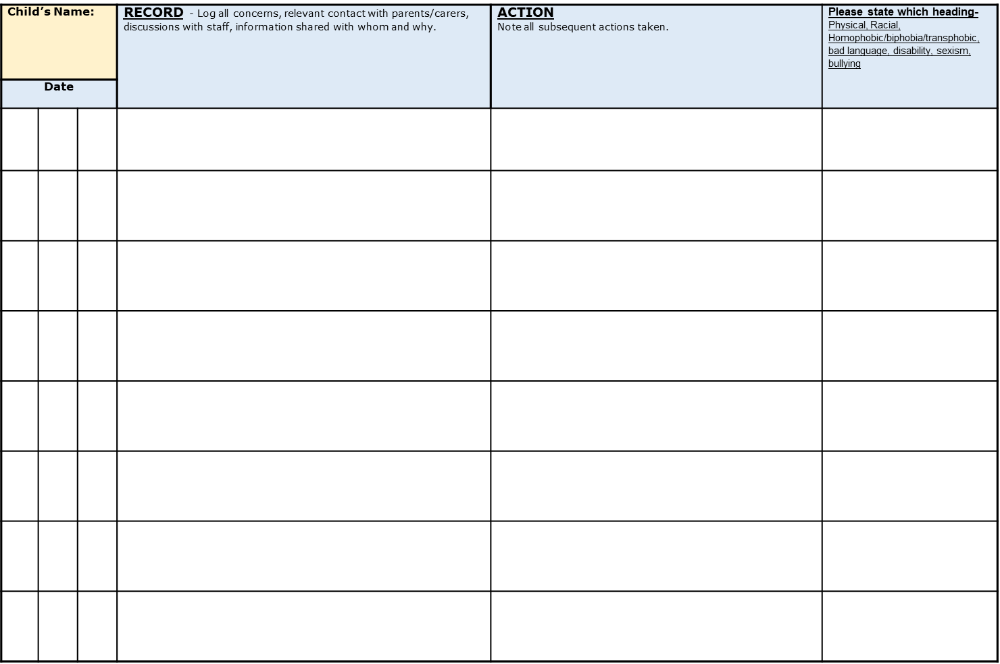 Child’s Name:
Date
RECORD - Log all concerns, relevant contact with parents/carers,
discussions with staff, information shared with whom and why.
ACTION
Note all subsequent actions taken.
Please state which heading-
Physical, Racial,
Homophobic/biphobia/transphobic,
bad language, disability, sexism,
bullying